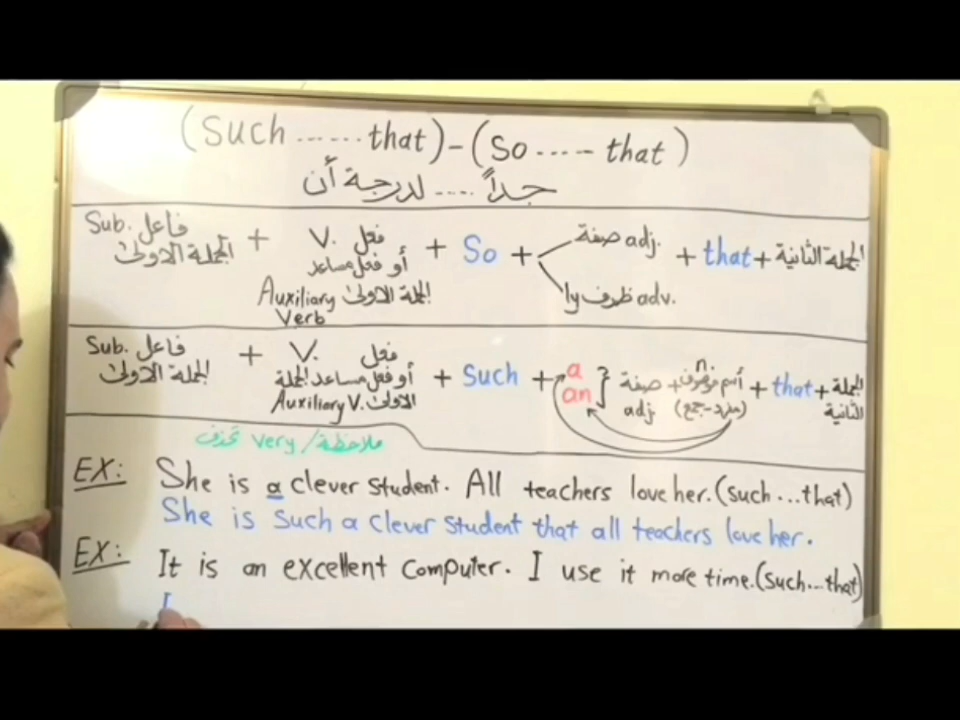 (Such ...... that) - (So ..... that)
جداً .... لدرجة أن
Sub. فاعل + V. فعل + So + صفة adj. + that + الجملة الثانية
الجملة الاولى أو فعل مساعد
Auxiliary الجملة الاولى ly ظرف adv.
Verb
Sub. فاعل + V. فعل + Such + a صفة + أسم موصوف n. + that + الجملة
الجملة الاولى أو فعل مساعد الجملة an adj. (مفرد-جمع) الثانية
Auxiliary V. الاولى
ملاحظة / very تحذف
EX: She is a clever student. All teachers love her. (such...that)
She is Such a clever student that all teachers love her.
EX: It is an excellent computer. I use it more time. (such...that)
I